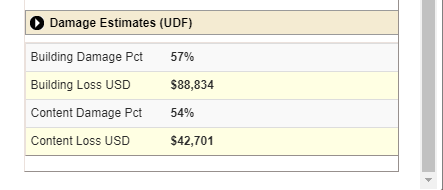 Damage Estimates (UDF)
Building Damage Pct 57%
Building Loss USD $88,834
Content Damage Pct 54%
Content Loss USD $42,701